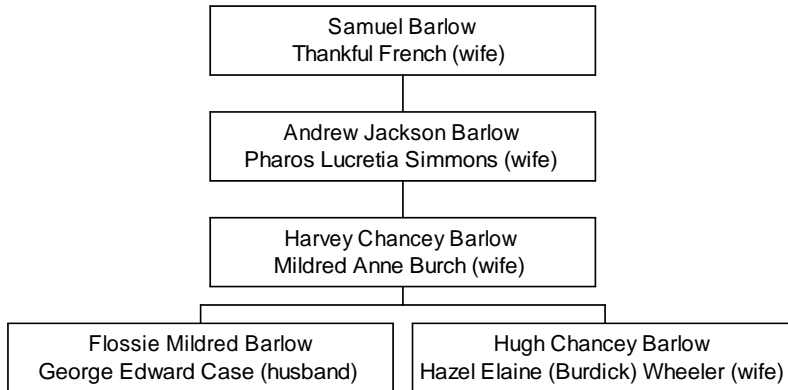 Samuel Barlow
Thankful French (wife)
Andrew Jackson Barlow
Pharos Lucretia Simmons (wife)
Harvey Chancey Barlow
Mildred Anne Burch (wife)
Flossie Mildred Barlow
George Edward Case (husband)
Hugh Chancey Barlow
Hazel Elaine (Burdick) Wheeler (wife)